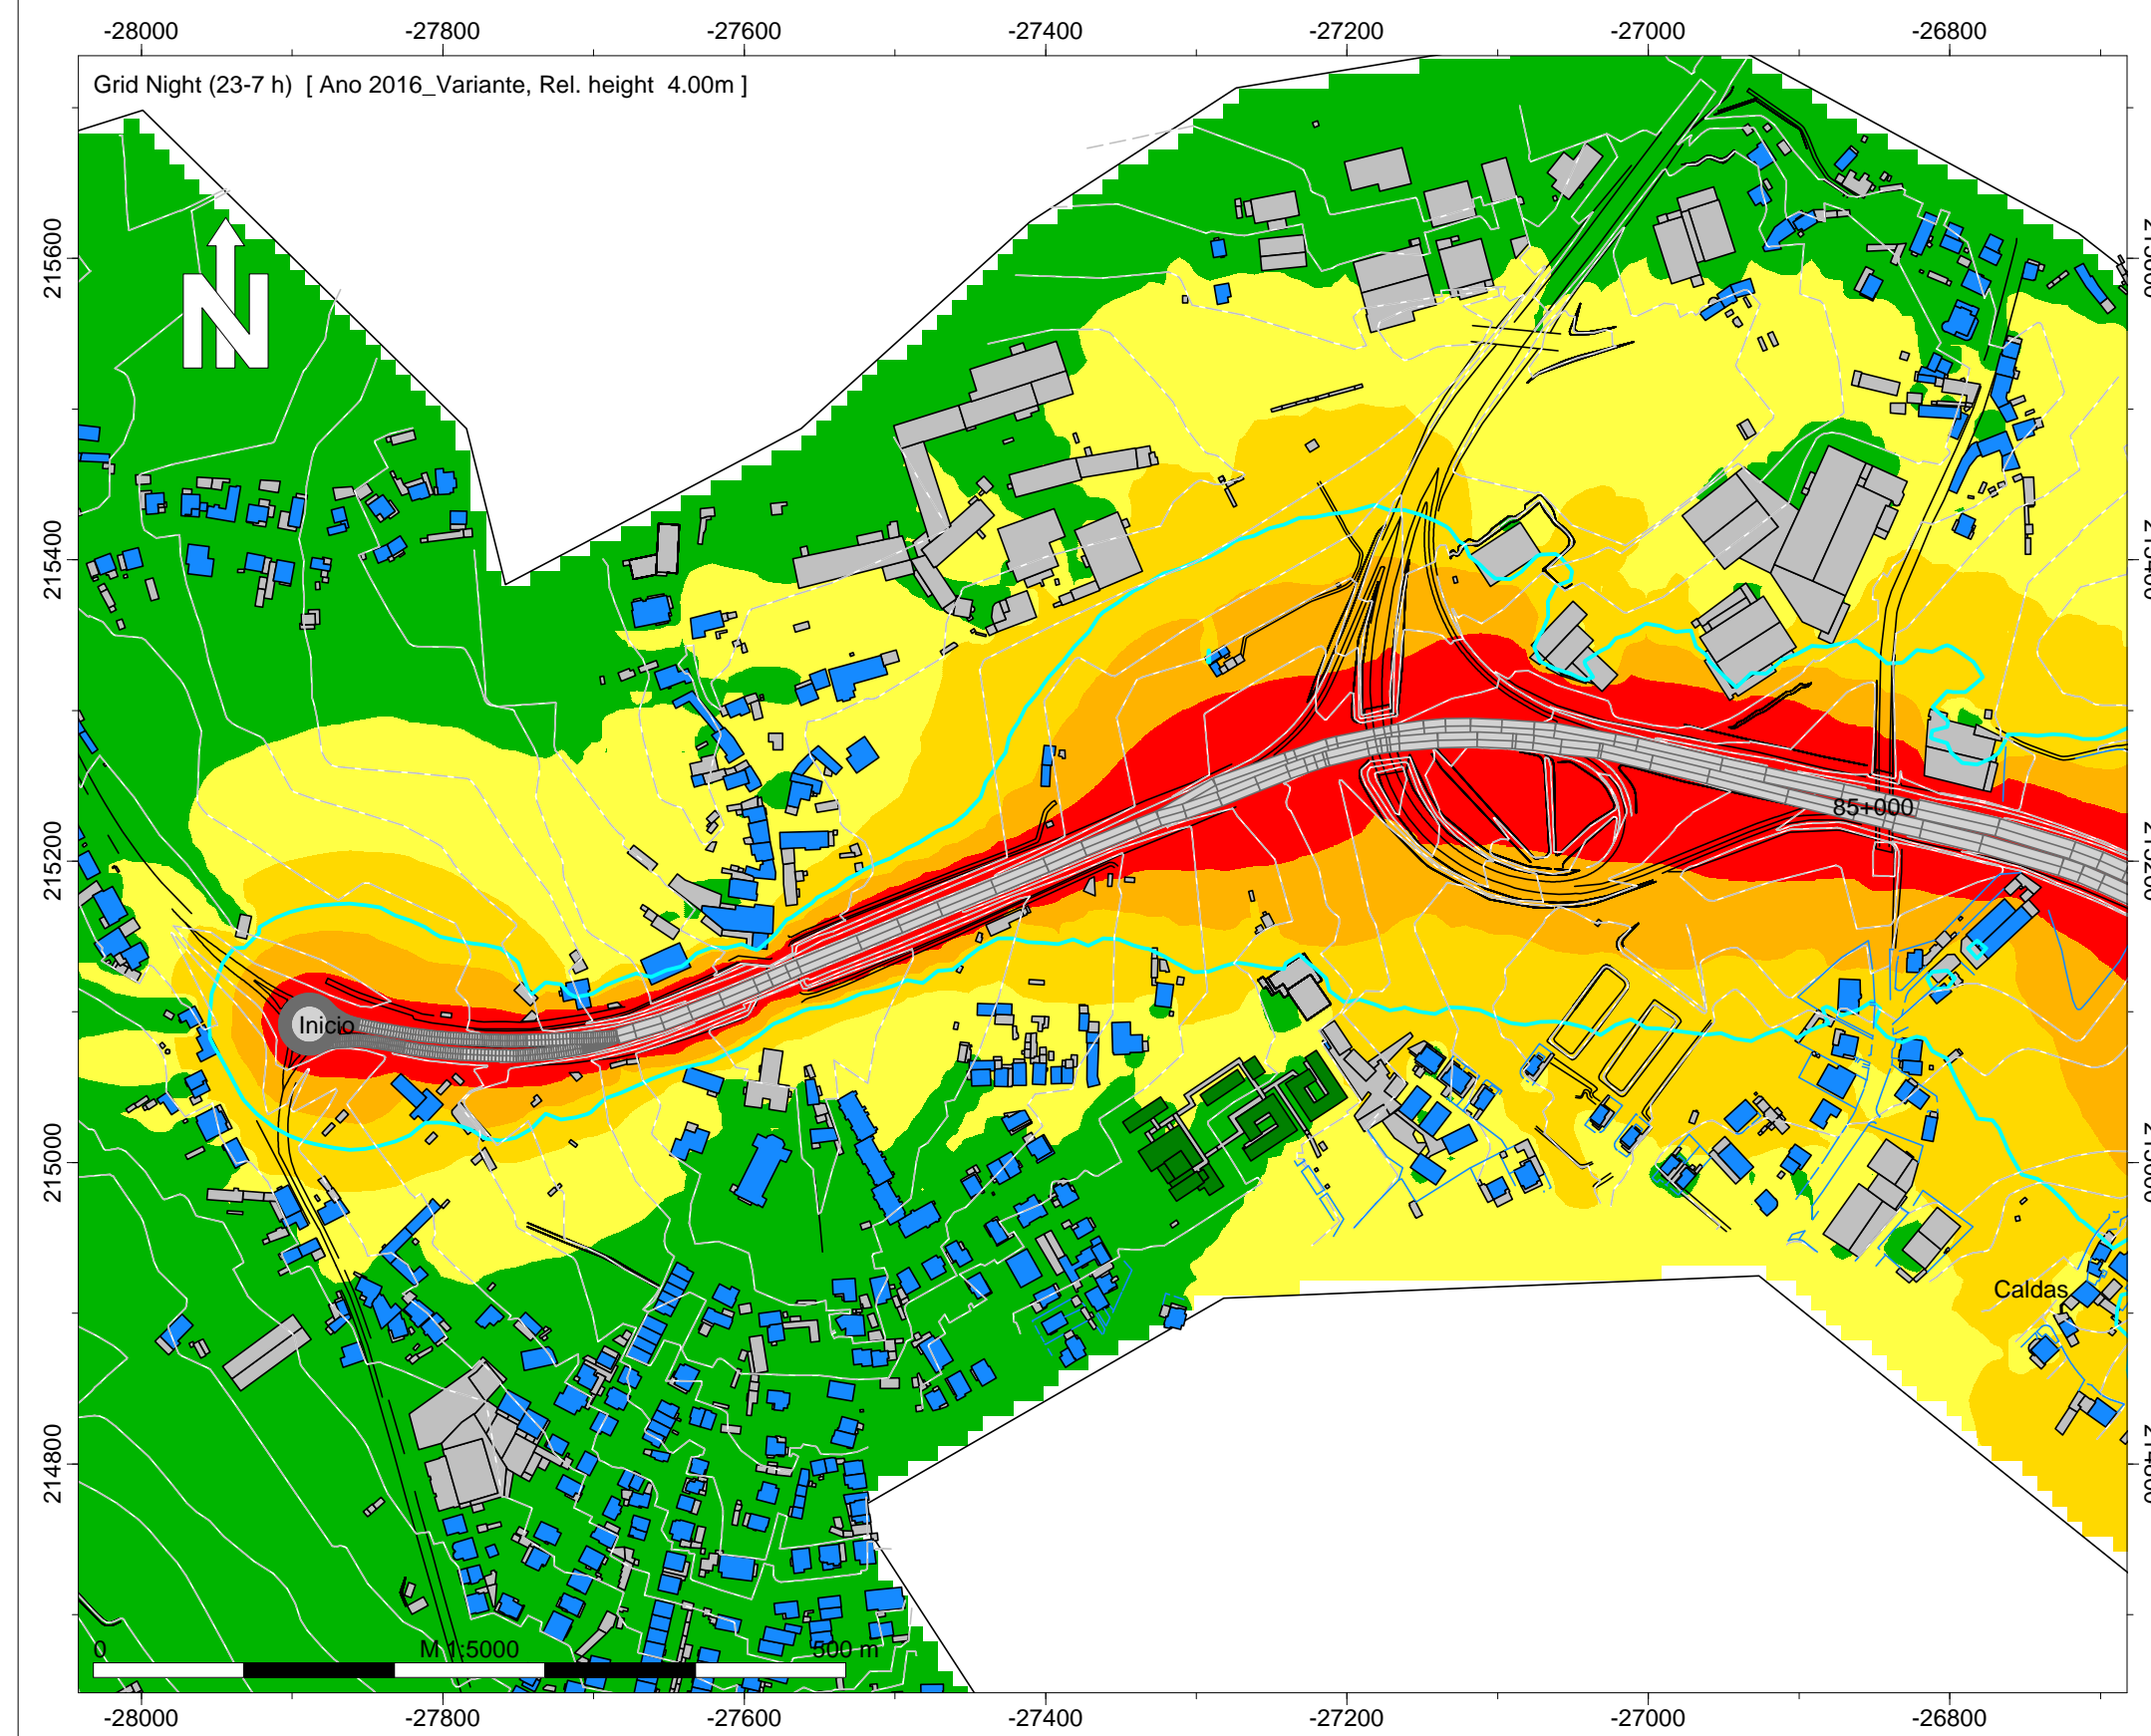 -28000 -27800 -27600 -27400 -27200 -27000 -26800
Grid Night (23-7 h) [ Ano 2016_Variante, Rel. height 4.00m ]
215600
N
215400
215200
85+000
Inicio
215000
Caldas
214800
0 M 1:5000 500 m
-28000 -27800 -27600 -27400 -27200 -27000 -26800